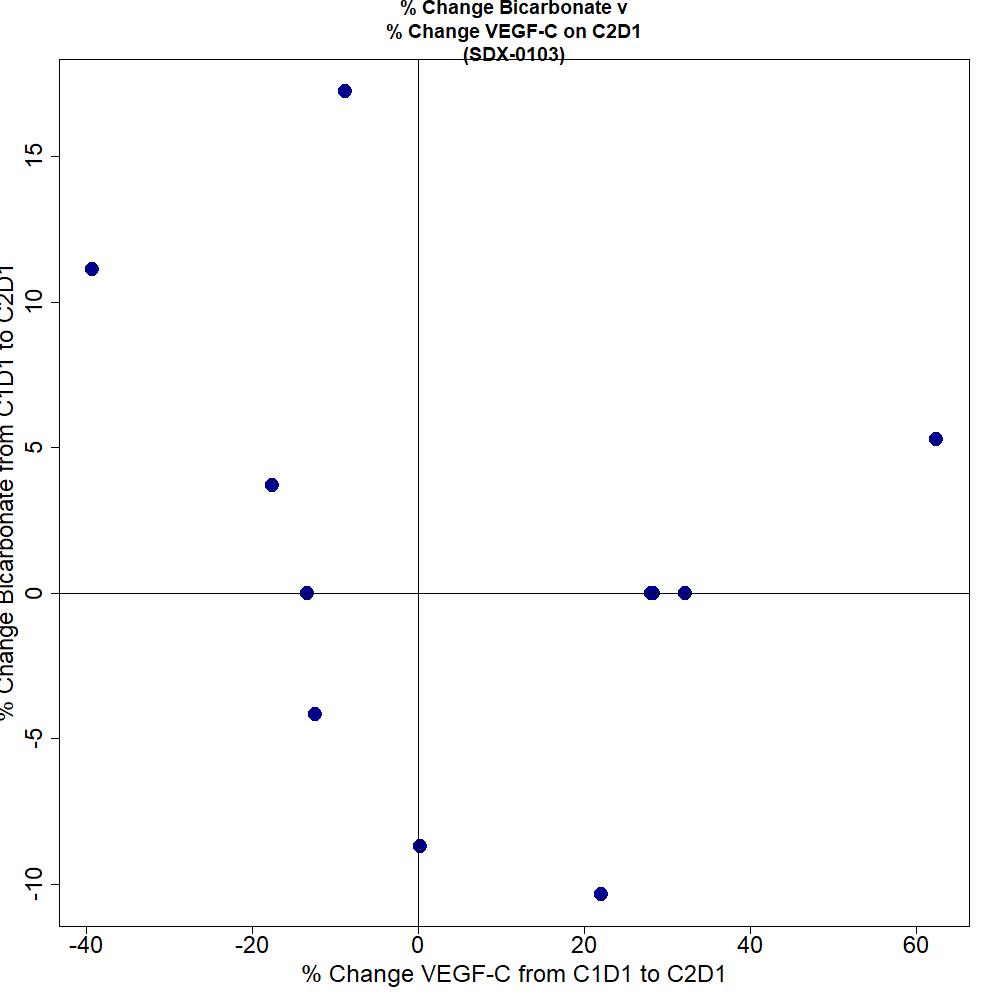 % Change Bicarbonate v
% Change VEGF-C on C2D1
(SDX-0103)
% Change Bicarbonate from C1D1 to C2D1
15
10
5
0
-5
-10
-40
-20
0
20
40
60
% Change VEGF-C from C1D1 to C2D1